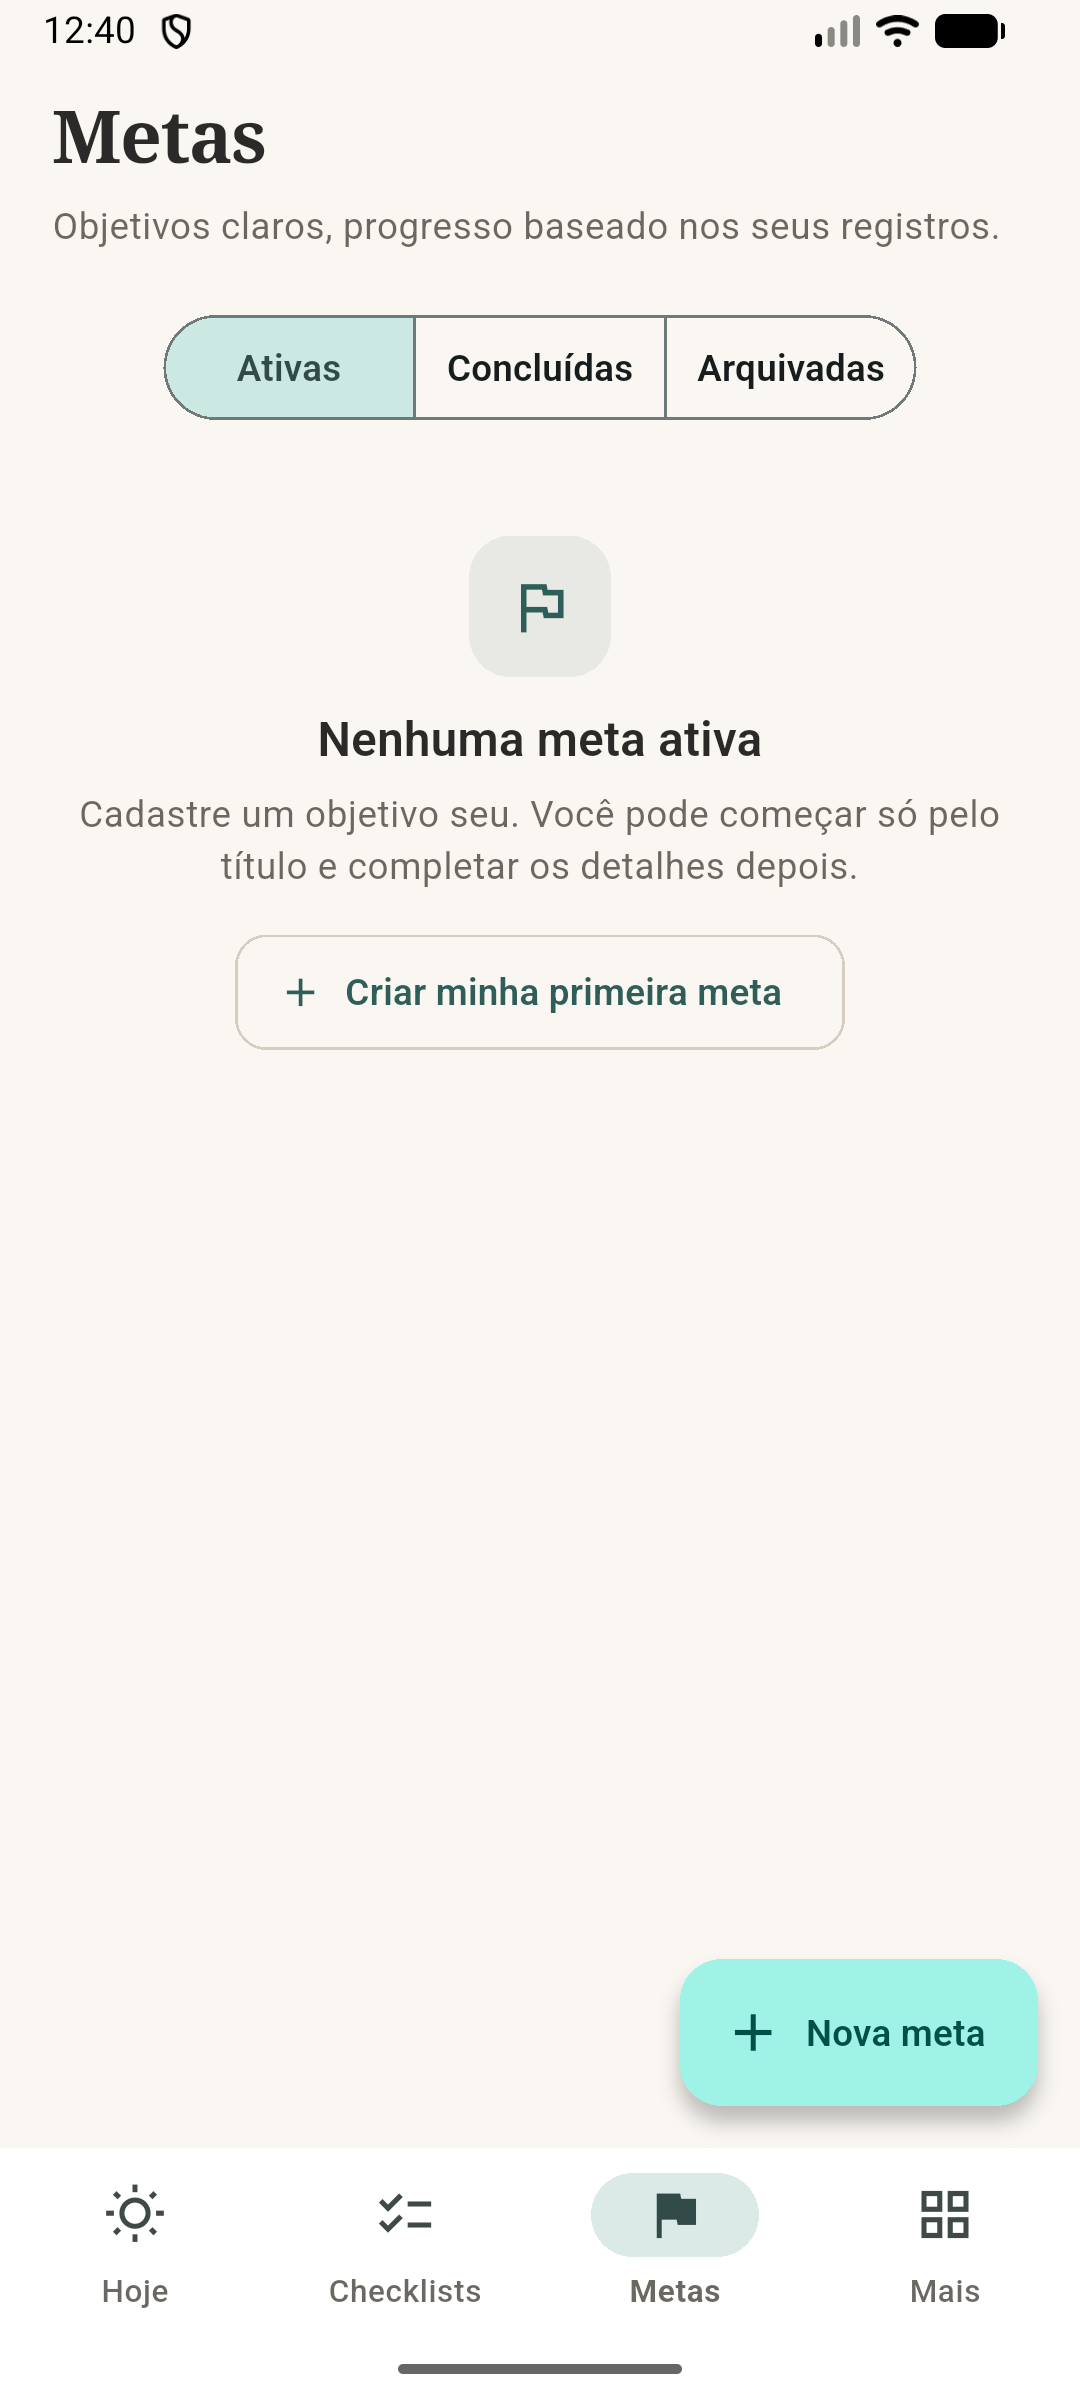 12:40
Metas
Objetivos claros, progresso baseado nos seus registros.
Ativas
Concluídas
Arquivadas
Nenhuma meta ativa
Cadastre um objetivo seu. Você pode começar só pelo
título e completar os detalhes depois.
Criar minha primeira meta
Nova meta
Hoje
Checklists
Metas
Mais